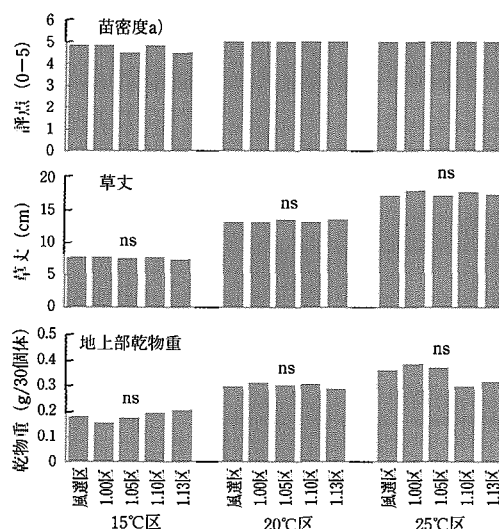 苗密度a)
評点 (0−5)
6
5
4
3
2
1
0
草丈
草丈 (cm)
20
15
10
5
0
ns
ns
ns
地上部乾物重
乾物重 (g/30個体)
0.5
0.4
0.3
0.2
0.1
0
ns
ns
ns
風選区 1.00区 1.05区 1.10区 1.13区
風選区 1.00区 1.05区 1.10区 1.13区
風選区 1.00区 1.05区 1.10区 1.13区
15℃区 20℃区 25℃区